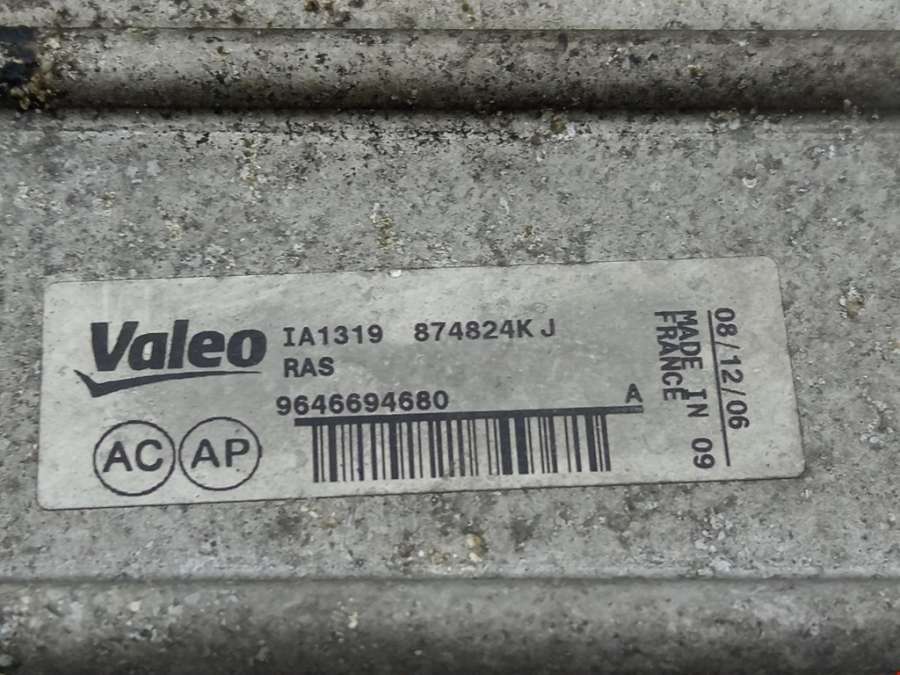 Valeo
IA1319 874824K J
RAS
9646694680
A
AC AP
08/12/06
MADE IN 09
FRANCE